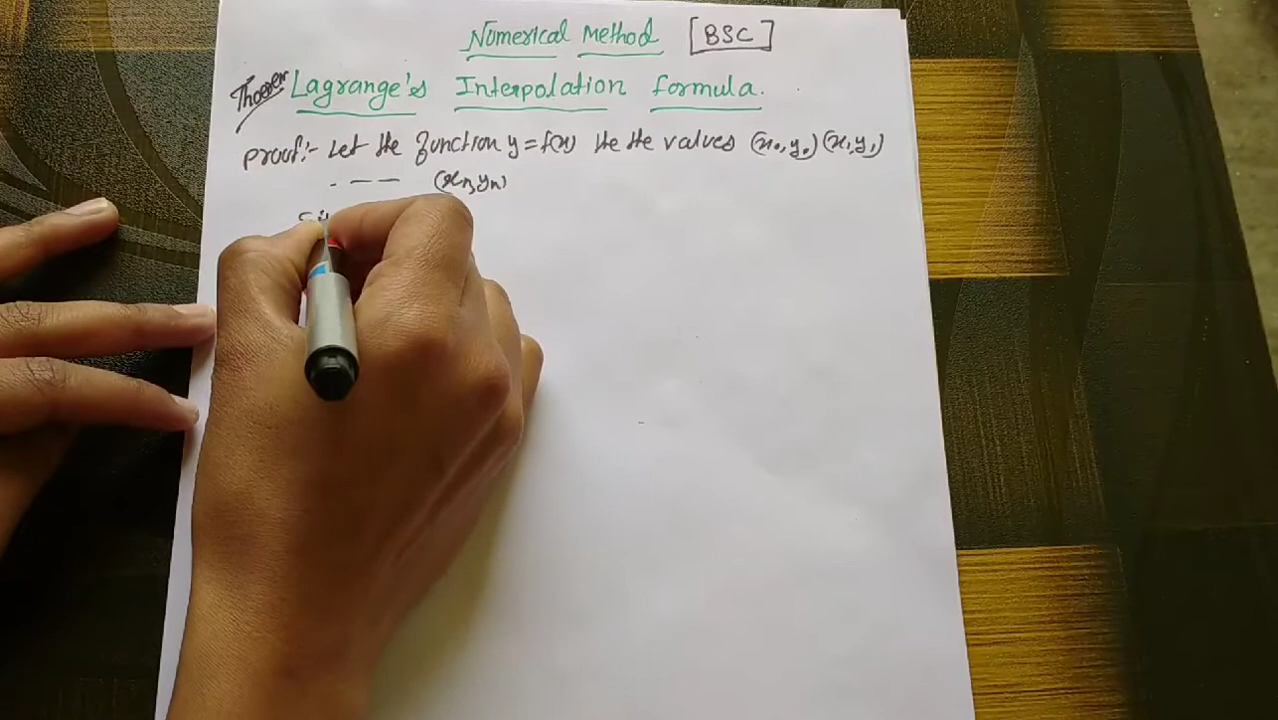 Numerical Method [BSC]
Lagrange's Interpolation formula.
Proof:- Let the function y = f(x) the the values (x₀,y₀) (x₁,y₁)
. --- (xn,yn)